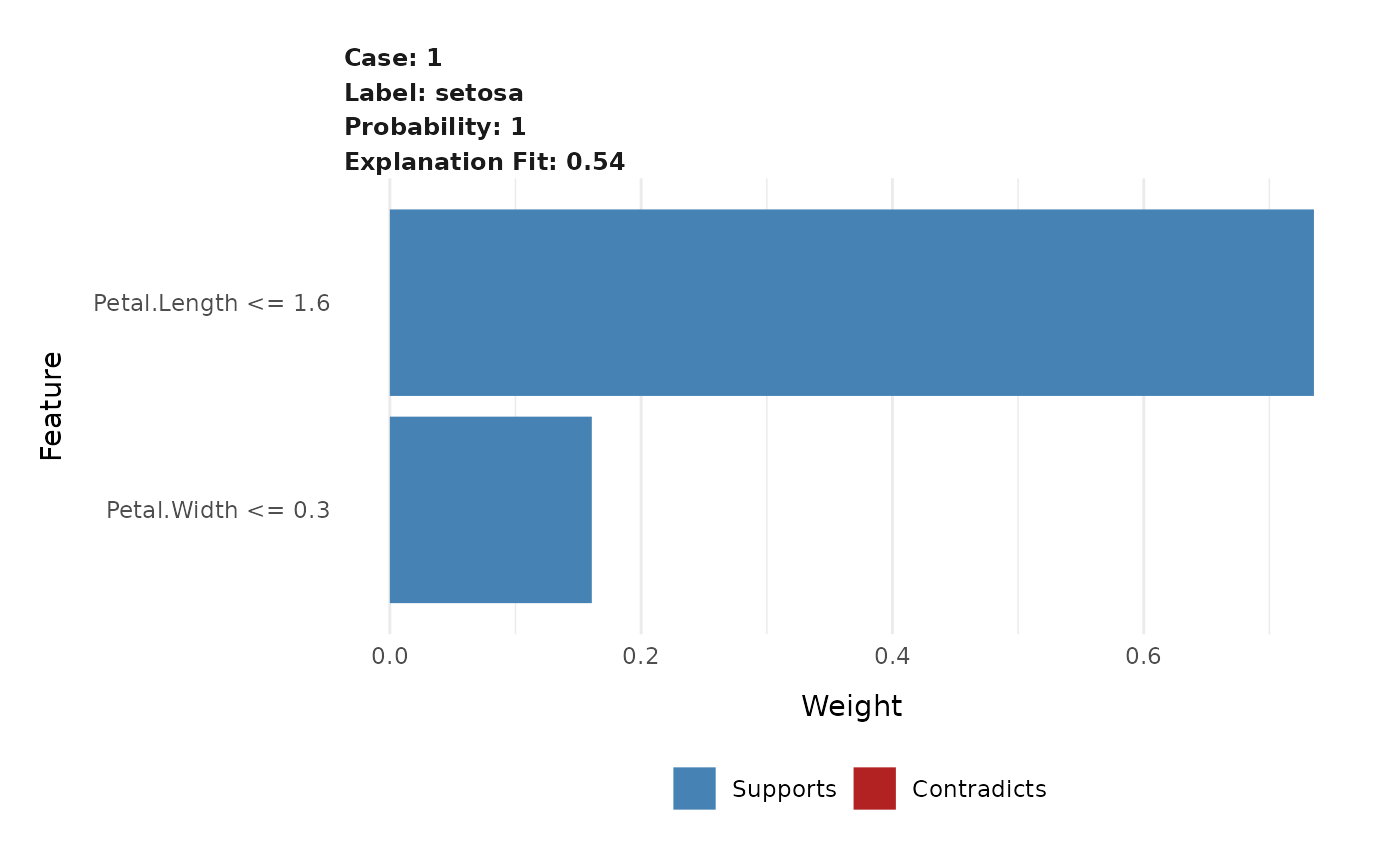 Case: 1
Label: setosa
Probability: 1
Explanation Fit: 0.54
Feature
Petal.Length <= 1.6
Petal.Width <= 0.3
0.0 0.2 0.4 0.6
Weight
Supports Contradicts